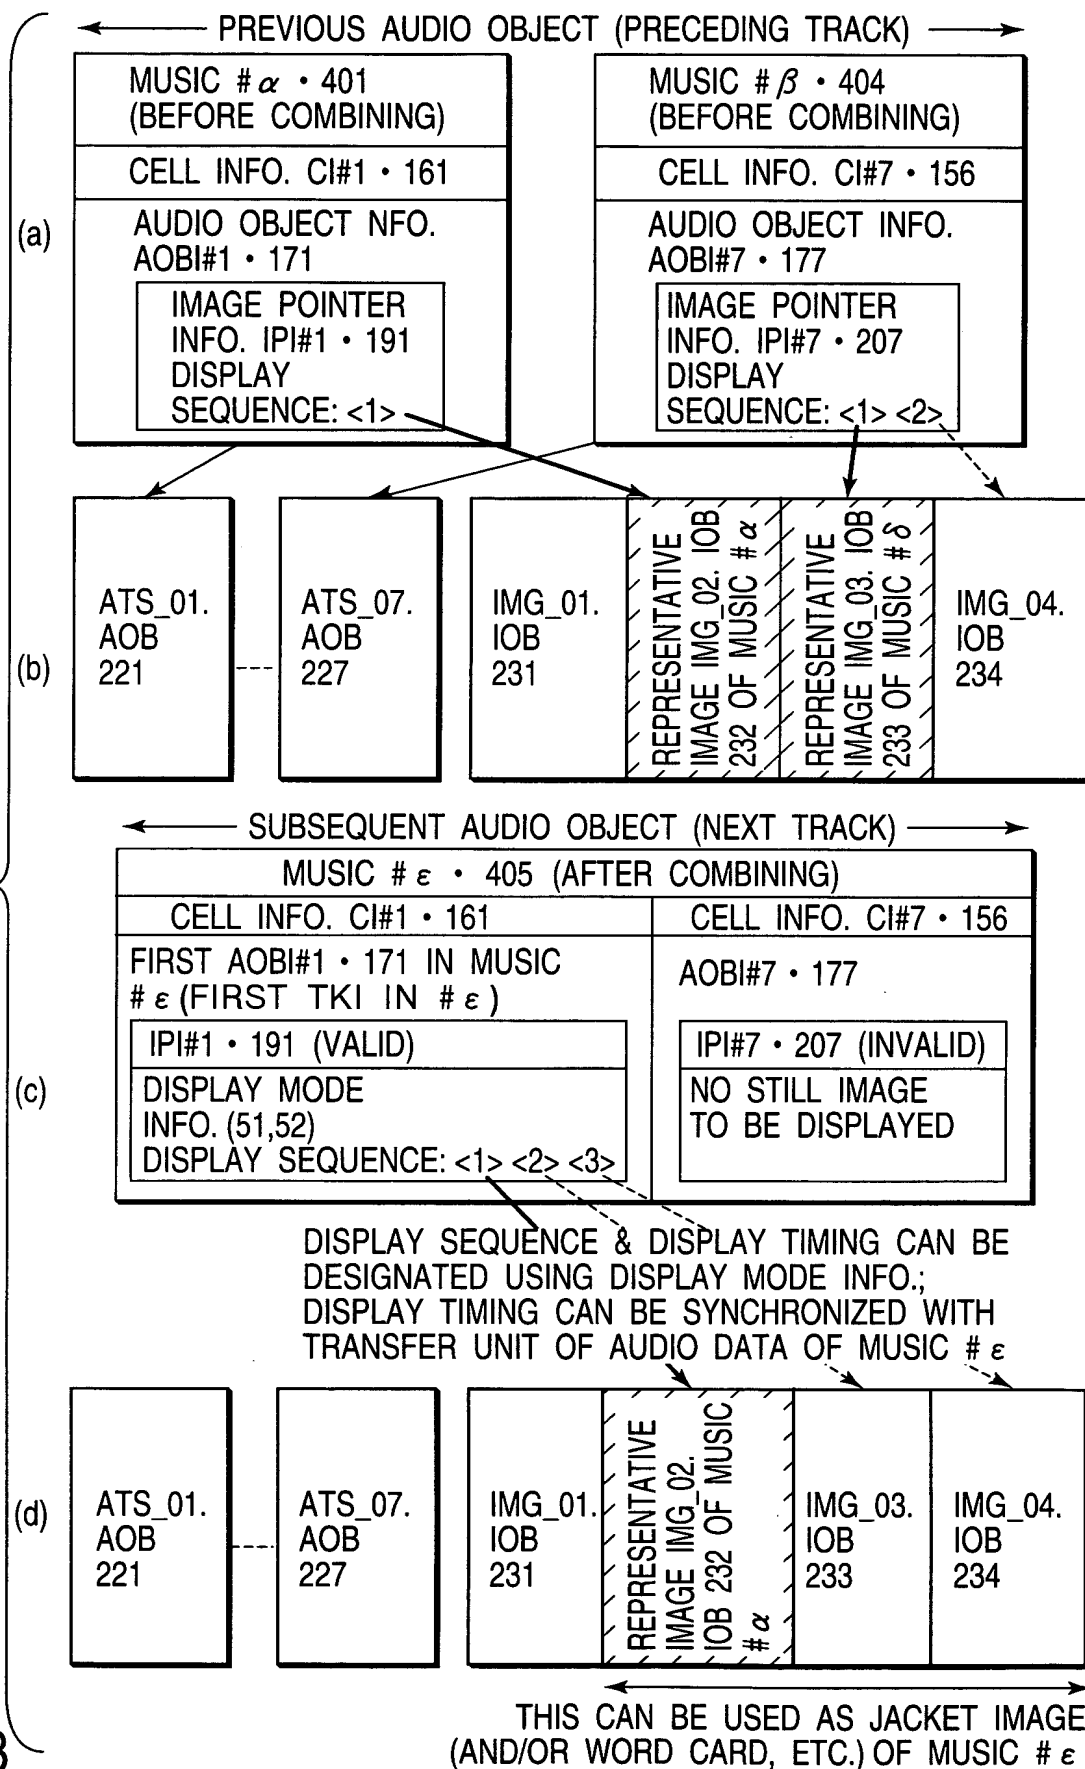 PREVIOUS AUDIO OBJECT (PRECEDING TRACK)
(a)
MUSIC #α • 401
(BEFORE COMBINING)
CELL INFO. CI#1 • 161
AUDIO OBJECT NFO.
AOBI#1 • 171
IMAGE POINTER
INFO. IPI#1 • 191
DISPLAY
SEQUENCE: <1>
MUSIC #β • 404
(BEFORE COMBINING)
CELL INFO. CI#7 • 156
AUDIO OBJECT INFO.
AOBI#7 • 177
IMAGE POINTER
INFO. IPI#7 • 207
DISPLAY
SEQUENCE: <1> <2>
(b)
ATS_01.
AOB
221
ATS_07.
AOB
227
IMG_01.
IOB
231
REPRESENTATIVE
IMAGE IMG_02. IOB
232 OF MUSIC #α
REPRESENTATIVE
IMAGE IMG_03. IOB
233 OF MUSIC #δ
IMG_04.
IOB
234
SUBSEQUENT AUDIO OBJECT (NEXT TRACK)
(c)
MUSIC #ε • 405 (AFTER COMBINING)
CELL INFO. CI#1 • 161
FIRST AOBI#1 • 171 IN MUSIC
#ε (FIRST TKI IN #ε)
IPI#1 • 191 (VALID)
DISPLAY MODE
INFO. (51,52)
DISPLAY SEQUENCE: <1> <2> <3>
CELL INFO. CI#7 • 156
AOBI#7 • 177
IPI#7 • 207 (INVALID)
NO STILL IMAGE
TO BE DISPLAYED
DISPLAY SEQUENCE & DISPLAY TIMING CAN BE
DESIGNATED USING DISPLAY MODE INFO.;
DISPLAY TIMING CAN BE SYNCHRONIZED WITH
TRANSFER UNIT OF AUDIO DATA OF MUSIC #ε
(d)
ATS_01.
AOB
221
ATS_07.
AOB
227
IMG_01.
IOB
231
REPRESENTATIVE
IMAGE IMG_02.
IOB 232 OF MUSIC
#α
IMG_03.
IOB
233
IMG_04.
IOB
234
THIS CAN BE USED AS JACKET IMAGE
(AND/OR WORD CARD, ETC.) OF MUSIC #ε